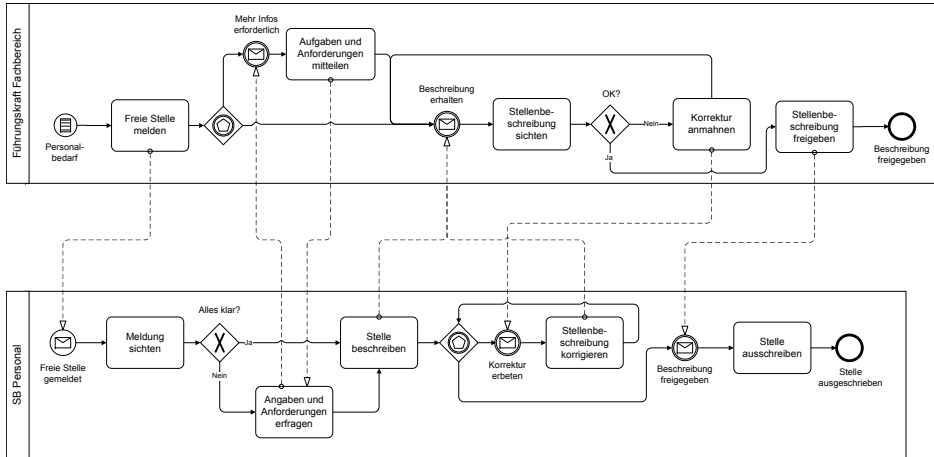 Führungskraft Fachbereich
Mehr Infos
erforderlich
Aufgaben und
Anforderungen
mitteilen
Personal-
bedarf
Freie Stelle
melden
Beschreibung
erhalten
Stellenbe-
schreibung
sichten
OK?
Nein
Ja
Korrektur
anmahnen
Stellenbe-
schreibung
freigeben
Beschreibung
freigegeben
SB Personal
Freie Stelle
gemeldet
Meldung
sichten
Alles klar?
Ja
Nein
Angaben und
Anforderungen
erfragen
Stelle
beschreiben
Korrektur
erbeten
Stellenbe-
schreibung
korrigieren
Beschreibung
freigegeben
Stelle
ausschreiben
Stelle
ausgeschrieben